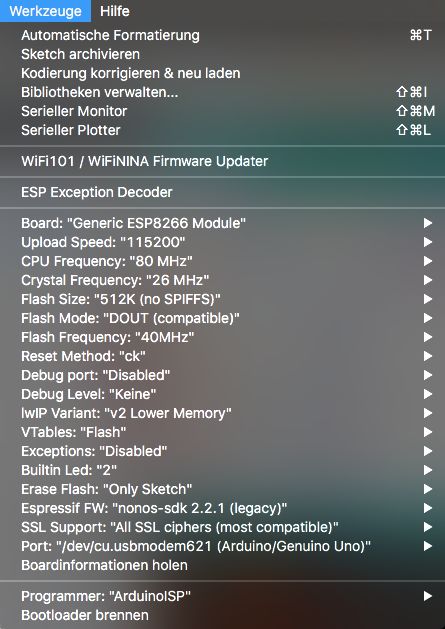 Werkzeuge Hilfe
Automatische Formatierung ⌘T
Sketch archivieren
Kodierung korrigieren & neu laden
Bibliotheken verwalten... ⇧⌘I
Serieller Monitor ⇧⌘M
Serieller Plotter ⇧⌘L
WiFi101 / WiFiNINA Firmware Updater
ESP Exception Decoder
Board: "Generic ESP8266 Module"
Upload Speed: "115200"
CPU Frequency: "80 MHz"
Crystal Frequency: "26 MHz"
Flash Size: "512K (no SPIFFS)"
Flash Mode: "DOUT (compatible)"
Flash Frequency: "40MHz"
Reset Method: "ck"
Debug port: "Disabled"
Debug Level: "Keine"
lwIP Variant: "v2 Lower Memory"
VTables: "Flash"
Exceptions: "Disabled"
Builtin Led: "2"
Erase Flash: "Only Sketch"
Espressif FW: "nonos-sdk 2.2.1 (legacy)"
SSL Support: "All SSL ciphers (most compatible)"
Port: "/dev/cu.usbmodem621 (Arduino/Genuino Uno)"
Boardinformationen holen
Programmer: "ArduinoISP"
Bootloader brennen